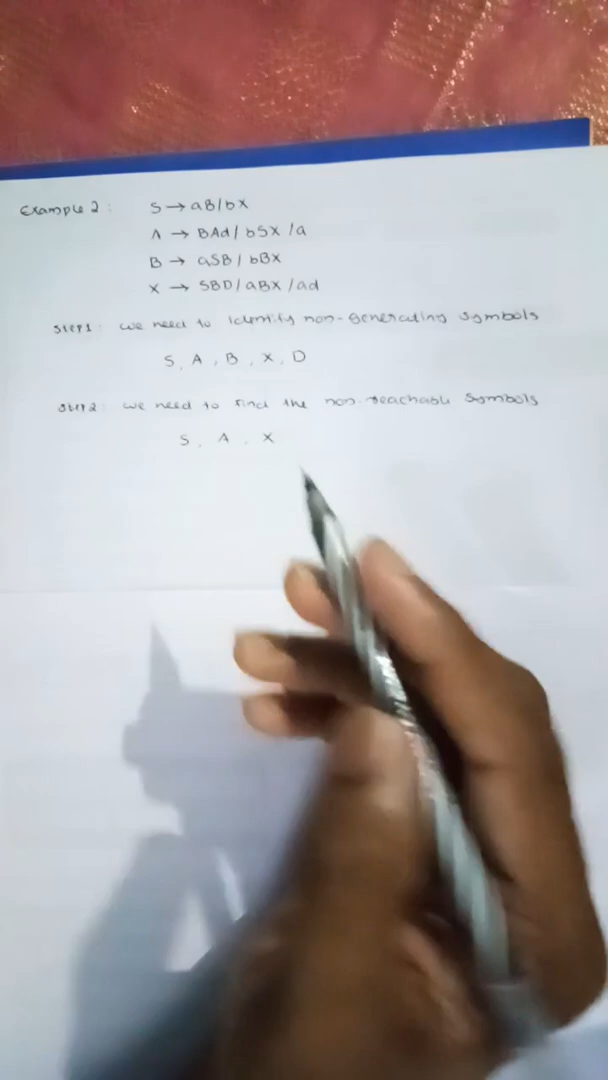 Example 2 : S → aB/bX
A → BAd/bSX/a
B → aSB/bBX
X → SBD/aBX/ad
Step1: we need to identify non-generating symbols
S, A, B, X, D
Step2: we need to find the non-reachable symbols
S, A, X